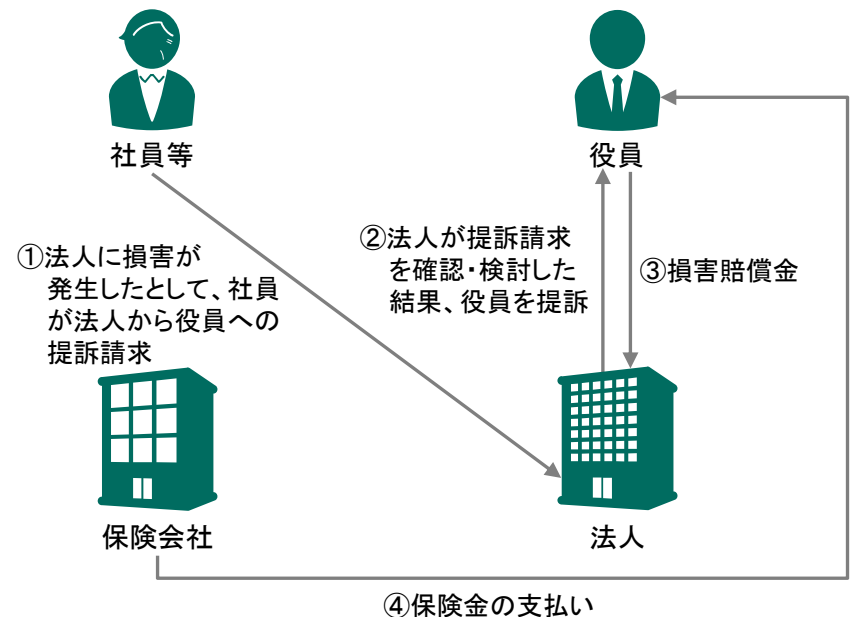 社員等
役員
①法人に損害が
発生したとして、社員
が法人から役員への
提訴請求
②法人が提訴請求
を確認・検討した
結果、役員を提訴
③損害賠償金
保険会社
法人
④保険金の支払い